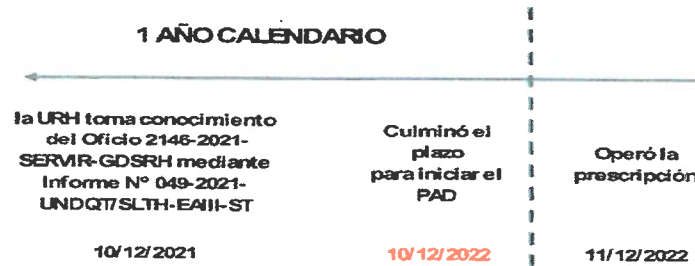 1 AÑO CALENDARIO
la URH toma conocimiento
del Oficio 2146-2021-
SERVIR-GDSRH mediante
Informe N° 049-2021-
UNDQT/SLTH-EAIII-ST
10/12/2021
Culminó el
plazo
para iniciar el
PAD
10/12/2022
Operó la
prescripción
11/12/2022